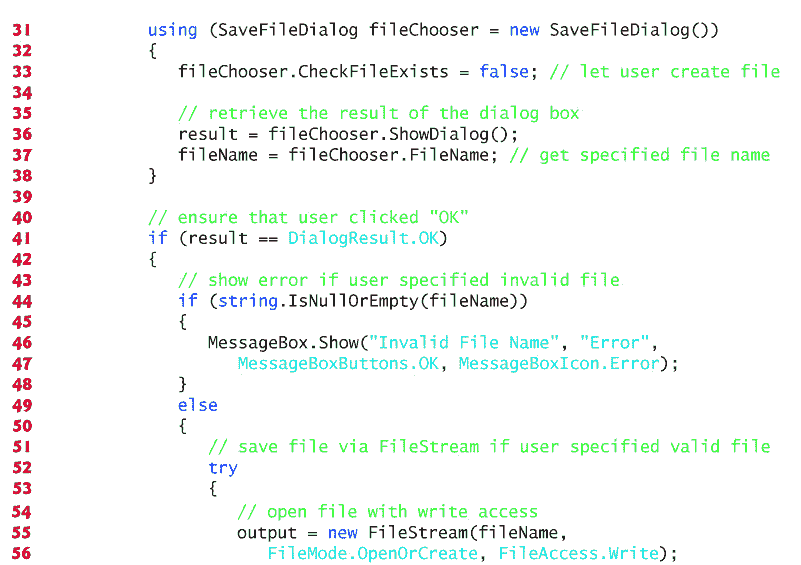 31 using (SaveFileDialog fileChooser = new SaveFileDialog())
32 {
33 fileChooser.CheckFileExists = false; // let user create file
34
35 // retrieve the result of the dialog box
36 result = fileChooser.ShowDialog();
37 fileName = fileChooser.FileName; // get specified file name
38 }
39
40 // ensure that user clicked "OK"
41 if (result == DialogResult.OK)
42 {
43 // show error if user specified invalid file
44 if (string.IsNullOrEmpty(fileName))
45 {
46 MessageBox.Show("Invalid File Name", "Error",
47 MessageBoxButtons.OK, MessageBoxIcon.Error);
48 }
49 else
50 {
51 // save file via FileStream if user specified valid file
52 try
53 {
54 // open file with write access
55 output = new FileStream(fileName,
56 FileMode.OpenOrCreate, FileAccess.Write);